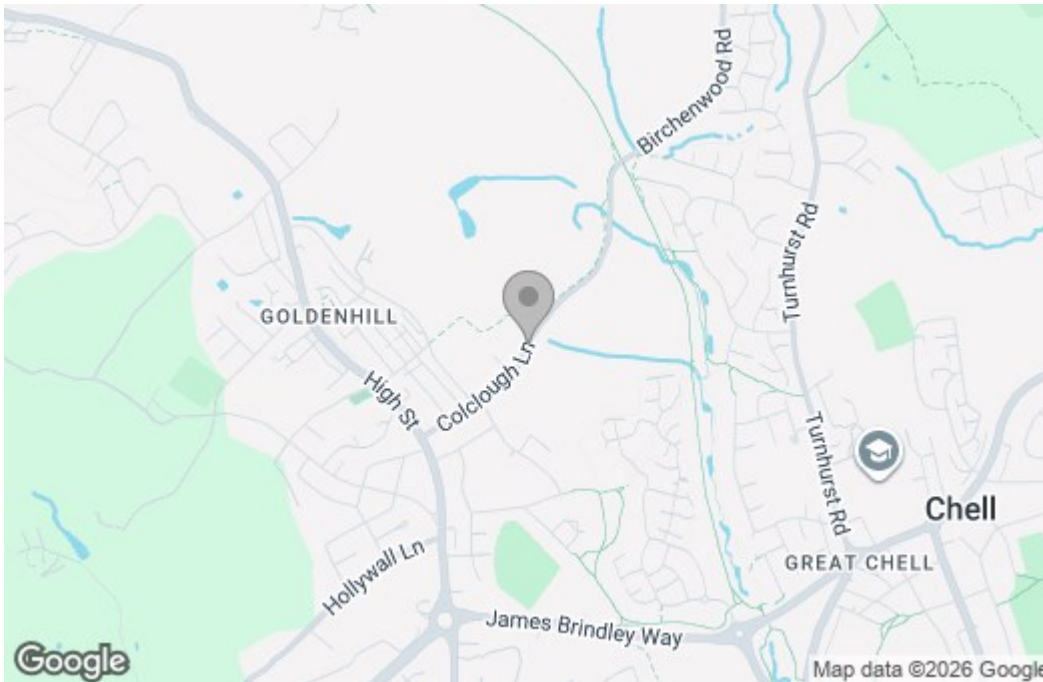 Birchenwood Rd
Turnhurst Rd
GOLDENHILL
Colclough Ln
High St
Turnhurst Rd
Chell
GREAT CHELL
Hollywall Ln
James Brindley Way
Google
Map data ©2026 Google